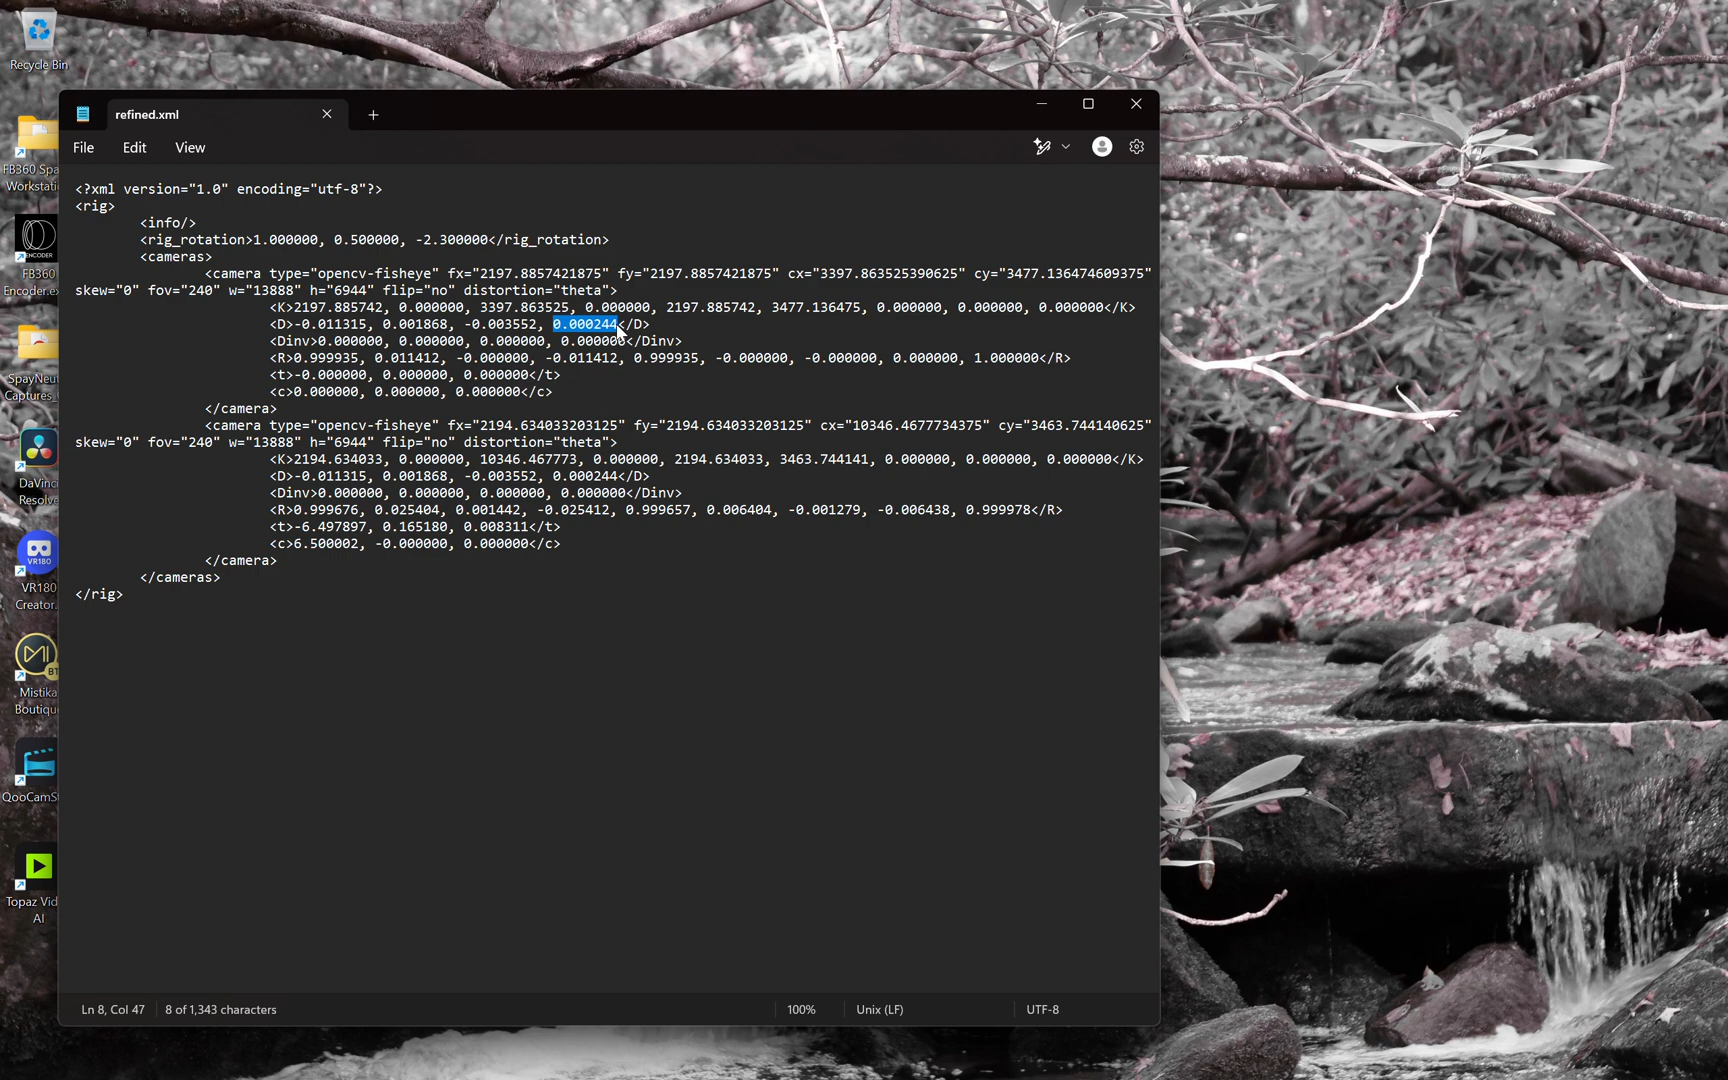 Recycle Bin
refined.xml
File Edit View
<?xml version="1.0" encoding="utf-8"?>
<rig>
<info/>
<rig_rotation>1.000000, 0.500000, -2.300000</rig_rotation>
<cameras>
<camera type="opencv-fisheye" fx="2197.8857421875" fy="2197.8857421875" cx="3397.863525390625" cy="3477.136474609375"
skew="0" fov="240" w="13888" h="6944" flip="no" distortion="theta">
<K>2197.885742, 0.000000, 3397.863525, 0.000000, 2197.885742, 3477.136475, 0.000000, 0.000000, 0.000000</K>
<D>-0.011315, 0.001868, -0.003552, 0.000244</D>
<Dinv>0.000000, 0.000000, 0.000000, 0.000000</Dinv>
<R>0.999935, 0.011412, -0.000000, -0.011412, 0.999935, -0.000000, -0.000000, 0.000000, 1.000000</R>
<t>-0.000000, 0.000000, 0.000000</t>
<c>0.000000, 0.000000, 0.000000</c>
</camera>
<camera type="opencv-fisheye" fx="2194.634033203125" fy="2194.634033203125" cx="10346.4677734375" cy="3463.744140625"
skew="0" fov="240" w="13888" h="6944" flip="no" distortion="theta">
<K>2194.634033, 0.000000, 10346.467773, 0.000000, 2194.634033, 3463.744141, 0.000000, 0.000000, 0.000000</K>
<D>-0.011315, 0.001868, -0.003552, 0.000244</D>
<Dinv>0.000000, 0.000000, 0.000000, 0.000000</Dinv>
<R>0.999676, 0.025404, 0.001442, -0.025412, 0.999657, 0.006404, -0.001279, -0.006438, 0.999978</R>
<t>-6.497897, 0.165180, 0.008311</t>
<c>6.500002, -0.000000, 0.000000</c>
</camera>
</cameras>
</rig>
Ln 8, Col 47 8 of 1,343 characters 100% Unix (LF) UTF-8
FB360 Spa
Workstati
ENCODER
FB360
Encoder.ex
SpayNeu
Captures_
DaVinc
Resolve
VR180
VR180
Creator.
Mistika
Boutiqu
QooCamS
Topaz Vid
AI